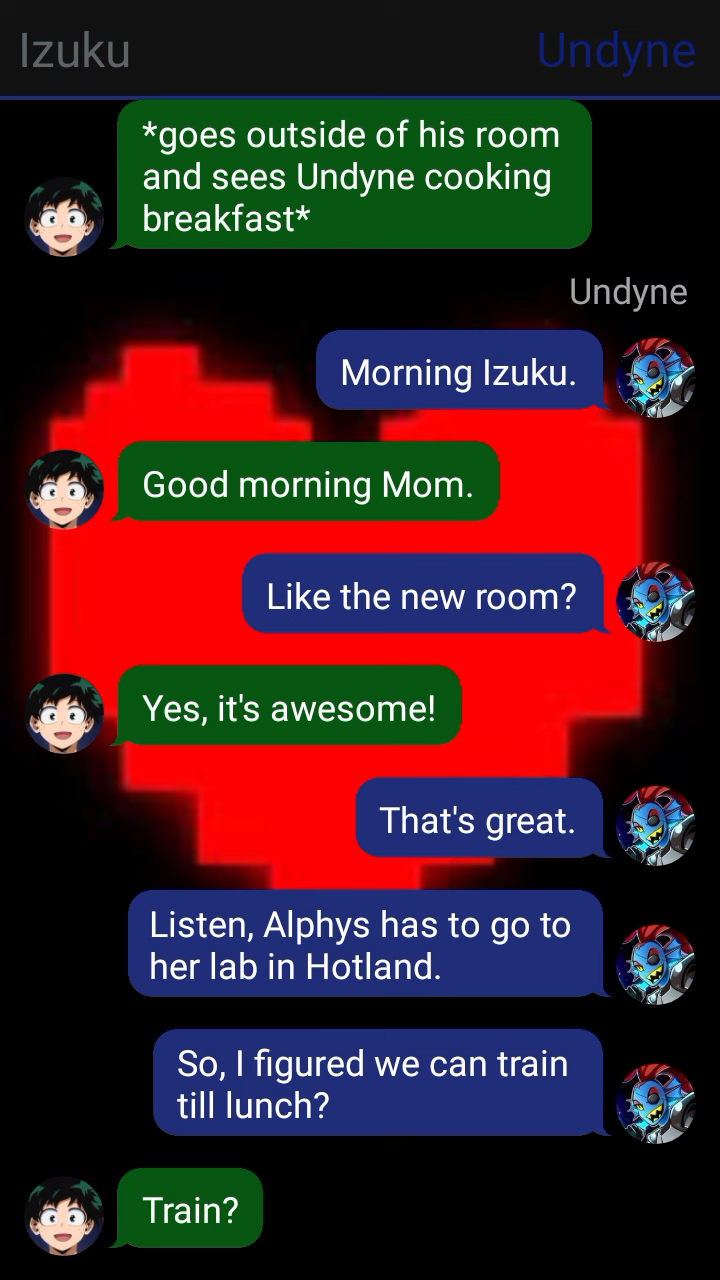 Izuku
Undyne
*goes outside of his room
and sees Undyne cooking
breakfast*
Undyne
Morning Izuku.
Good morning Mom.
Like the new room?
Yes, it's awesome!
That's great.
Listen, Alphys has to go to
her lab in Hotland.
So, I figured we can train
till lunch?
Train?